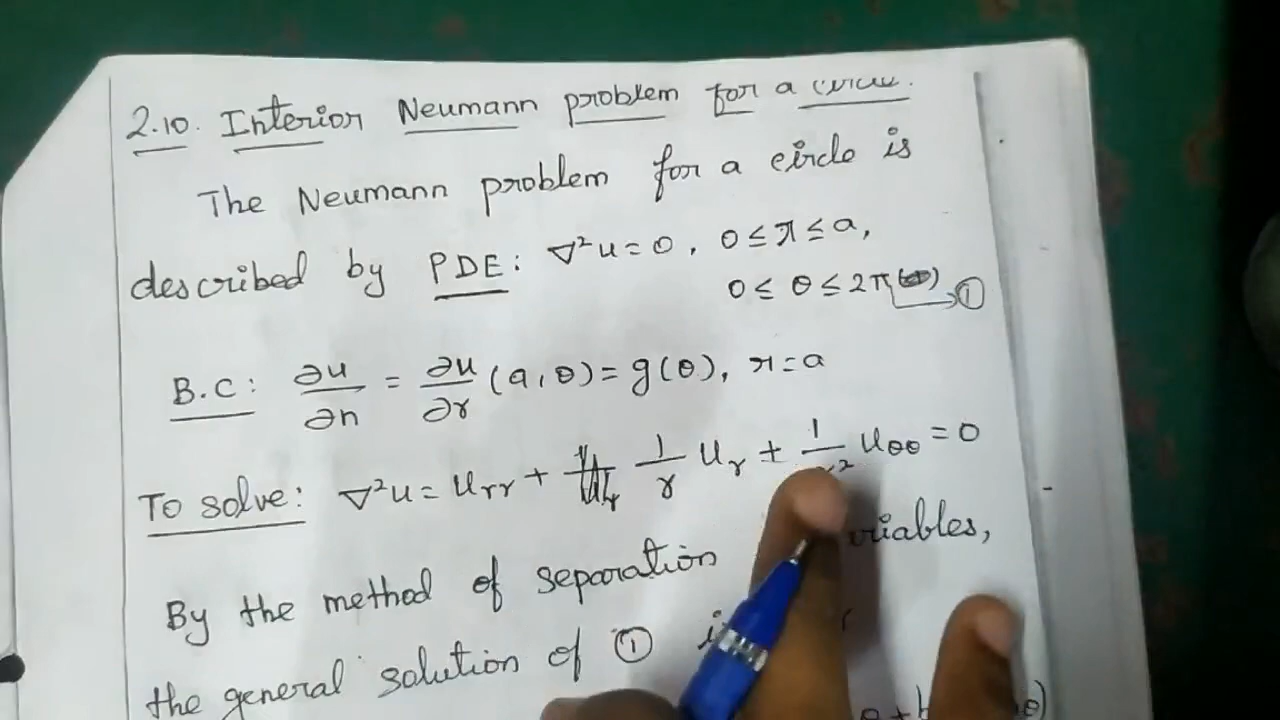 2.10. Interior Neumann problem for a circle.
The Neumann problem for a circle is
described by PDE: ∇²u = 0, 0 ≤ r ≤ a,
0 ≤ θ ≤ 2π → ①
B.C: ∂u/∂n = ∂u/∂r (a, θ) = g(θ), r = a
To solve: ∇²u = u_rr + 1/r u_r + 1/r² u_θθ = 0
By the method of separation
the general solution of ①